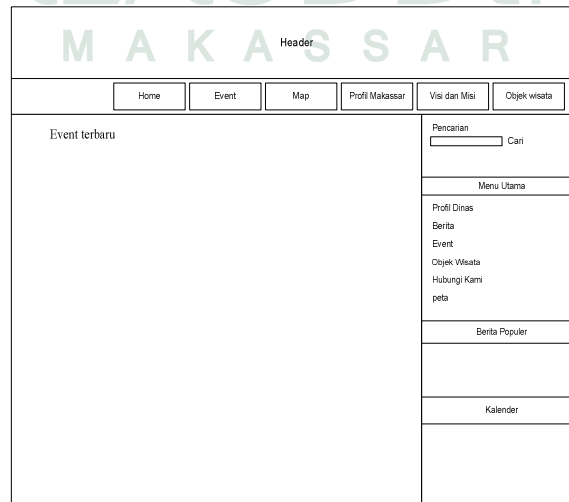 MAKASSAR
Header
Home Event Map Profil Makassar Visi dan Misi Objek wisata
Event terbaru
Pencarian
Cari
Menu Utama
Profil Dinas
Berita
Event
Objek Wisata
Hubungi Kami
peta
Berita Populer
Kalender